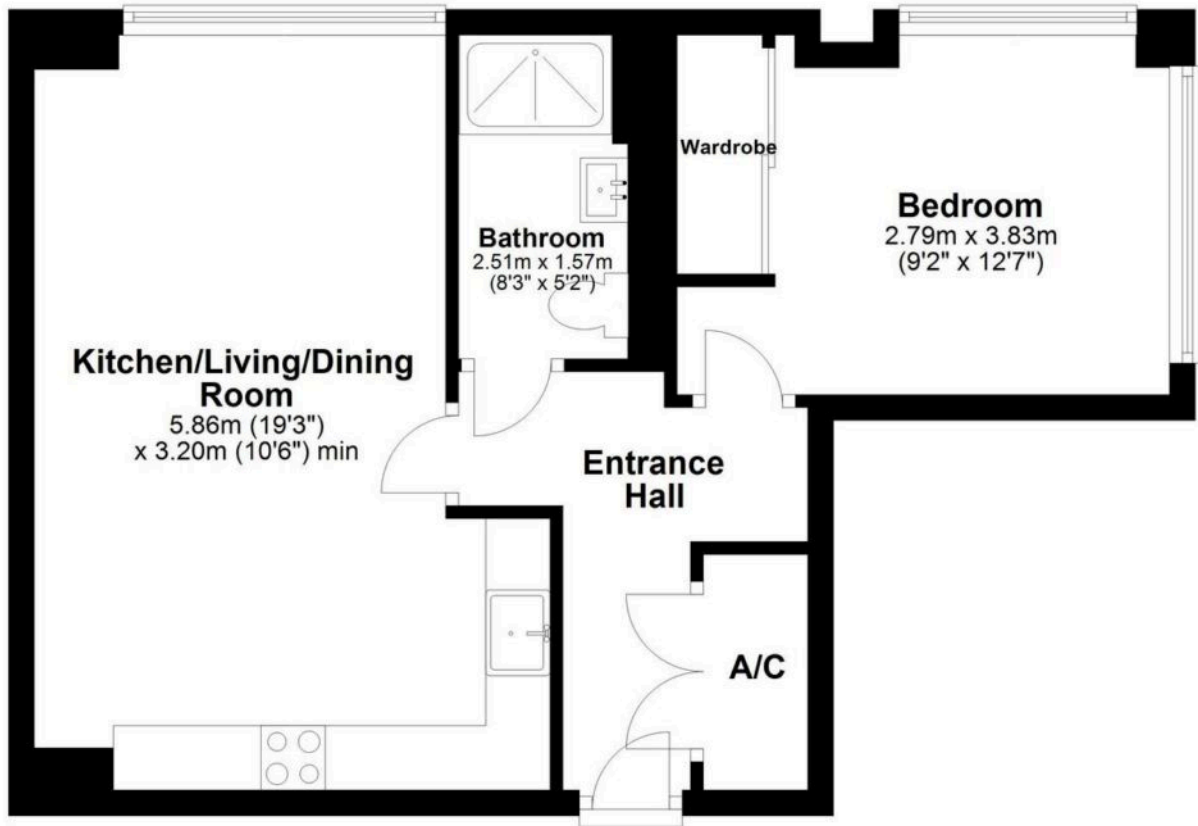 Wardrobe
Bedroom
2.79m x 3.83m
(9'2" x 12'7")
Bathroom
2.51m x 1.57m
(8'3" x 5'2")
Kitchen/Living/Dining
Room
5.86m (19'3")
x 3.20m (10'6") min
Entrance
Hall
A/C